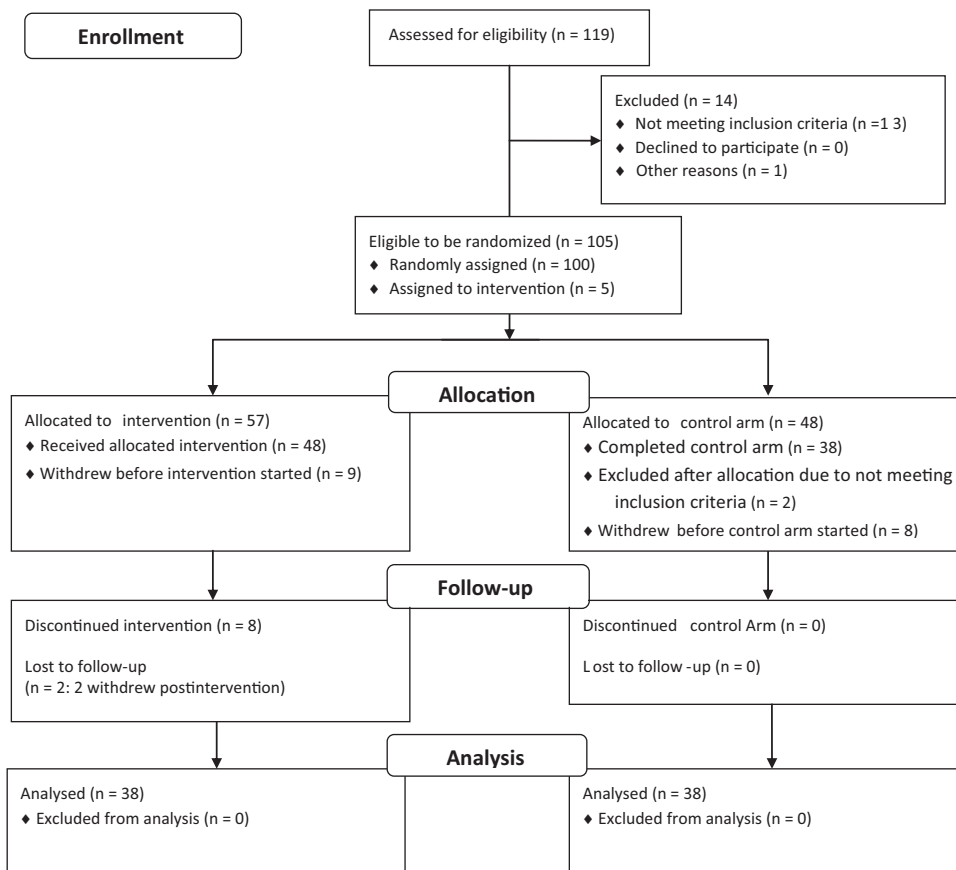 Enrollment
Assessed for eligibility (n = 119)
Excluded (n = 14)
♦ Not meeting inclusion criteria (n =1 3)
♦ Declined to participate (n = 0)
♦ Other reasons (n = 1)
Eligible to be randomized (n = 105)
♦ Randomly assigned (n = 100)
♦ Assigned to intervention (n = 5)
Allocation
Allocated to intervention (n = 57)
♦ Received allocated intervention (n = 48)
♦ Withdrew before intervention started (n = 9)
Allocated to control arm (n = 48)
♦ Completed control arm (n = 38)
♦ Excluded after allocation due to not meeting
inclusion criteria (n = 2)
♦ Withdrew before control arm started (n = 8)
Follow-up
Discontinued intervention (n = 8)
Lost to follow-up
(n = 2: 2 withdrew postintervention)
Discontinued control Arm (n = 0)
Lost to follow -up (n = 0)
Analysis
Analysed (n = 38)
♦ Excluded from analysis (n = 0)
Analysed (n = 38)
♦ Excluded from analysis (n = 0)